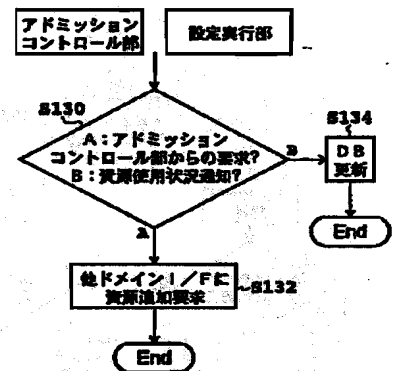 アドミッション
コントロール部
設定実行部
S130
A:アドミッション
コントロール部からの要求?
B:資源使用状況通知?
B
S134
DB
更新
End
A
他ドメインI/Fに
資源追加要求
S132
End